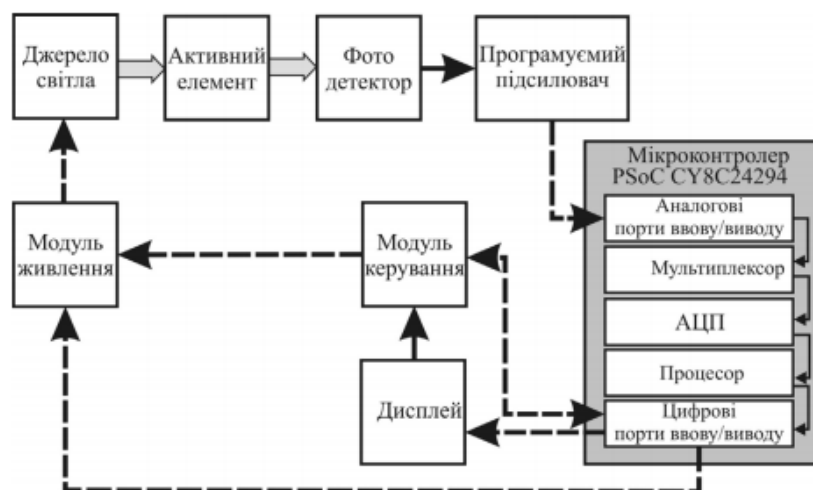 Джерело
світла
Активний
елемент
Фото
детектор
Програмуємий
підсилювач
Мікроконтролер
PSoC CY8C24294
Аналогові
порти ввову/виводу
Мультиплексор
АЦП
Процесор
Цифрові
порти ввову/виводу
Модуль
живлення
Модуль
керування
Дисплей